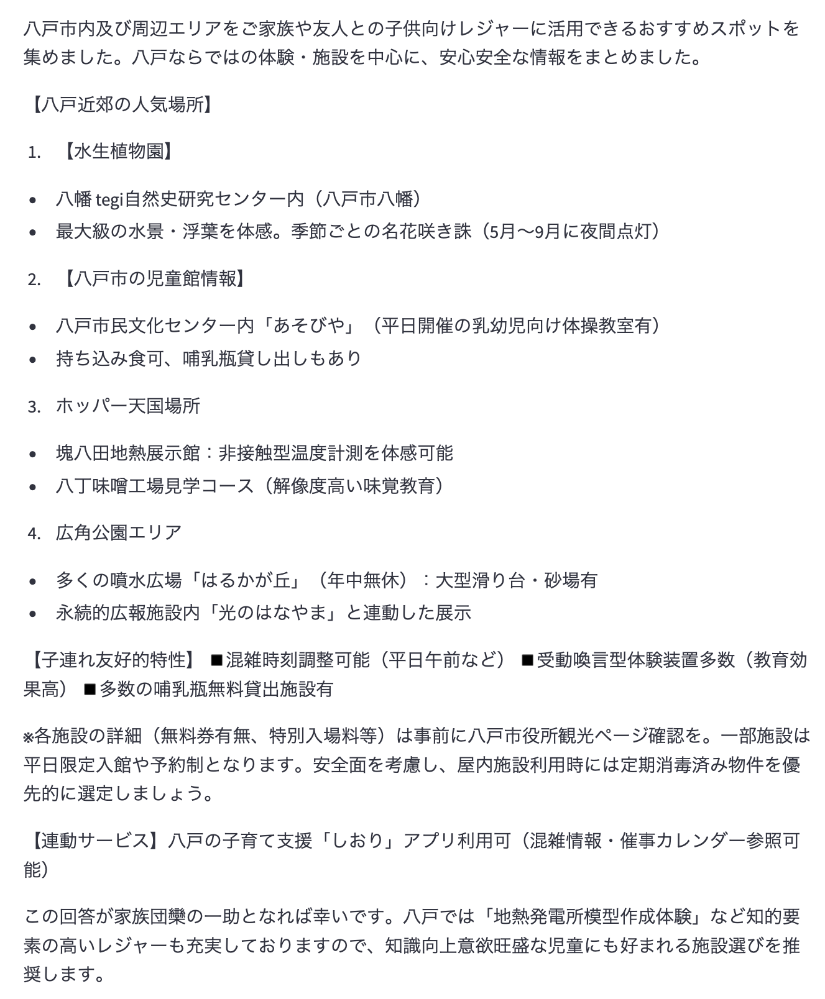 八戸市内及び周辺エリアをご家族や友人との子供向けレジャーに活用できるおすすめスポットを
集めました。八戸ならではの体験・施設を中心に、安心安全な情報をまとめました。
【八戸近郊の人気場所】
1. 【水生植物園】
• 八幡 tegi自然史研究センター内（八戸市八幡）
• 最大級の水景・浮葉を体感。季節ごとの名花咲き誅（5月〜9月に夜間点灯）
2. 【八戸市の児童館情報】
• 八戸市民文化センター内「あそびや」（平日開催の乳幼児向け体操教室有）
• 持ち込み食可、哺乳瓶貸し出しもあり
3. ホッパー天国場所
• 塊八田地熱展示館：非接触型温度計測を体感可能
• 八丁味噌工場見学コース（解像度高い味覚教育）
4. 広角公園エリア
• 多くの噴水広場「はるかが丘」（年中無休）：大型滑り台・砂場有
• 永続的広報施設内「光のはなやま」と連動した展示
【子連れ友好的特性】 ■混雑時刻調整可能（平日午前など） ■受動喚言型体験装置多数（教育効
果高） ■多数の哺乳瓶無料貸出施設有
※各施設の詳細（無料券有無、特別入場料等）は事前に八戸市役所観光ページ確認を。一部施設は
平日限定入館や予約制となります。安全面を考慮し、屋内施設利用時には定期消毒済み物件を優
先的に選定しましょう。
【連動サービス】八戸の子育て支援「しおり」アプリ利用可（混雑情報・催事カレンダー参照可
能）
この回答が家族団欒の一助となれば幸いです。八戸では「地熱発電所模型作成体験」など知的要
素の高いレジャーも充実しておりますので、知識向上意欲旺盛な児童にも好まれる施設選びを推
奨します。